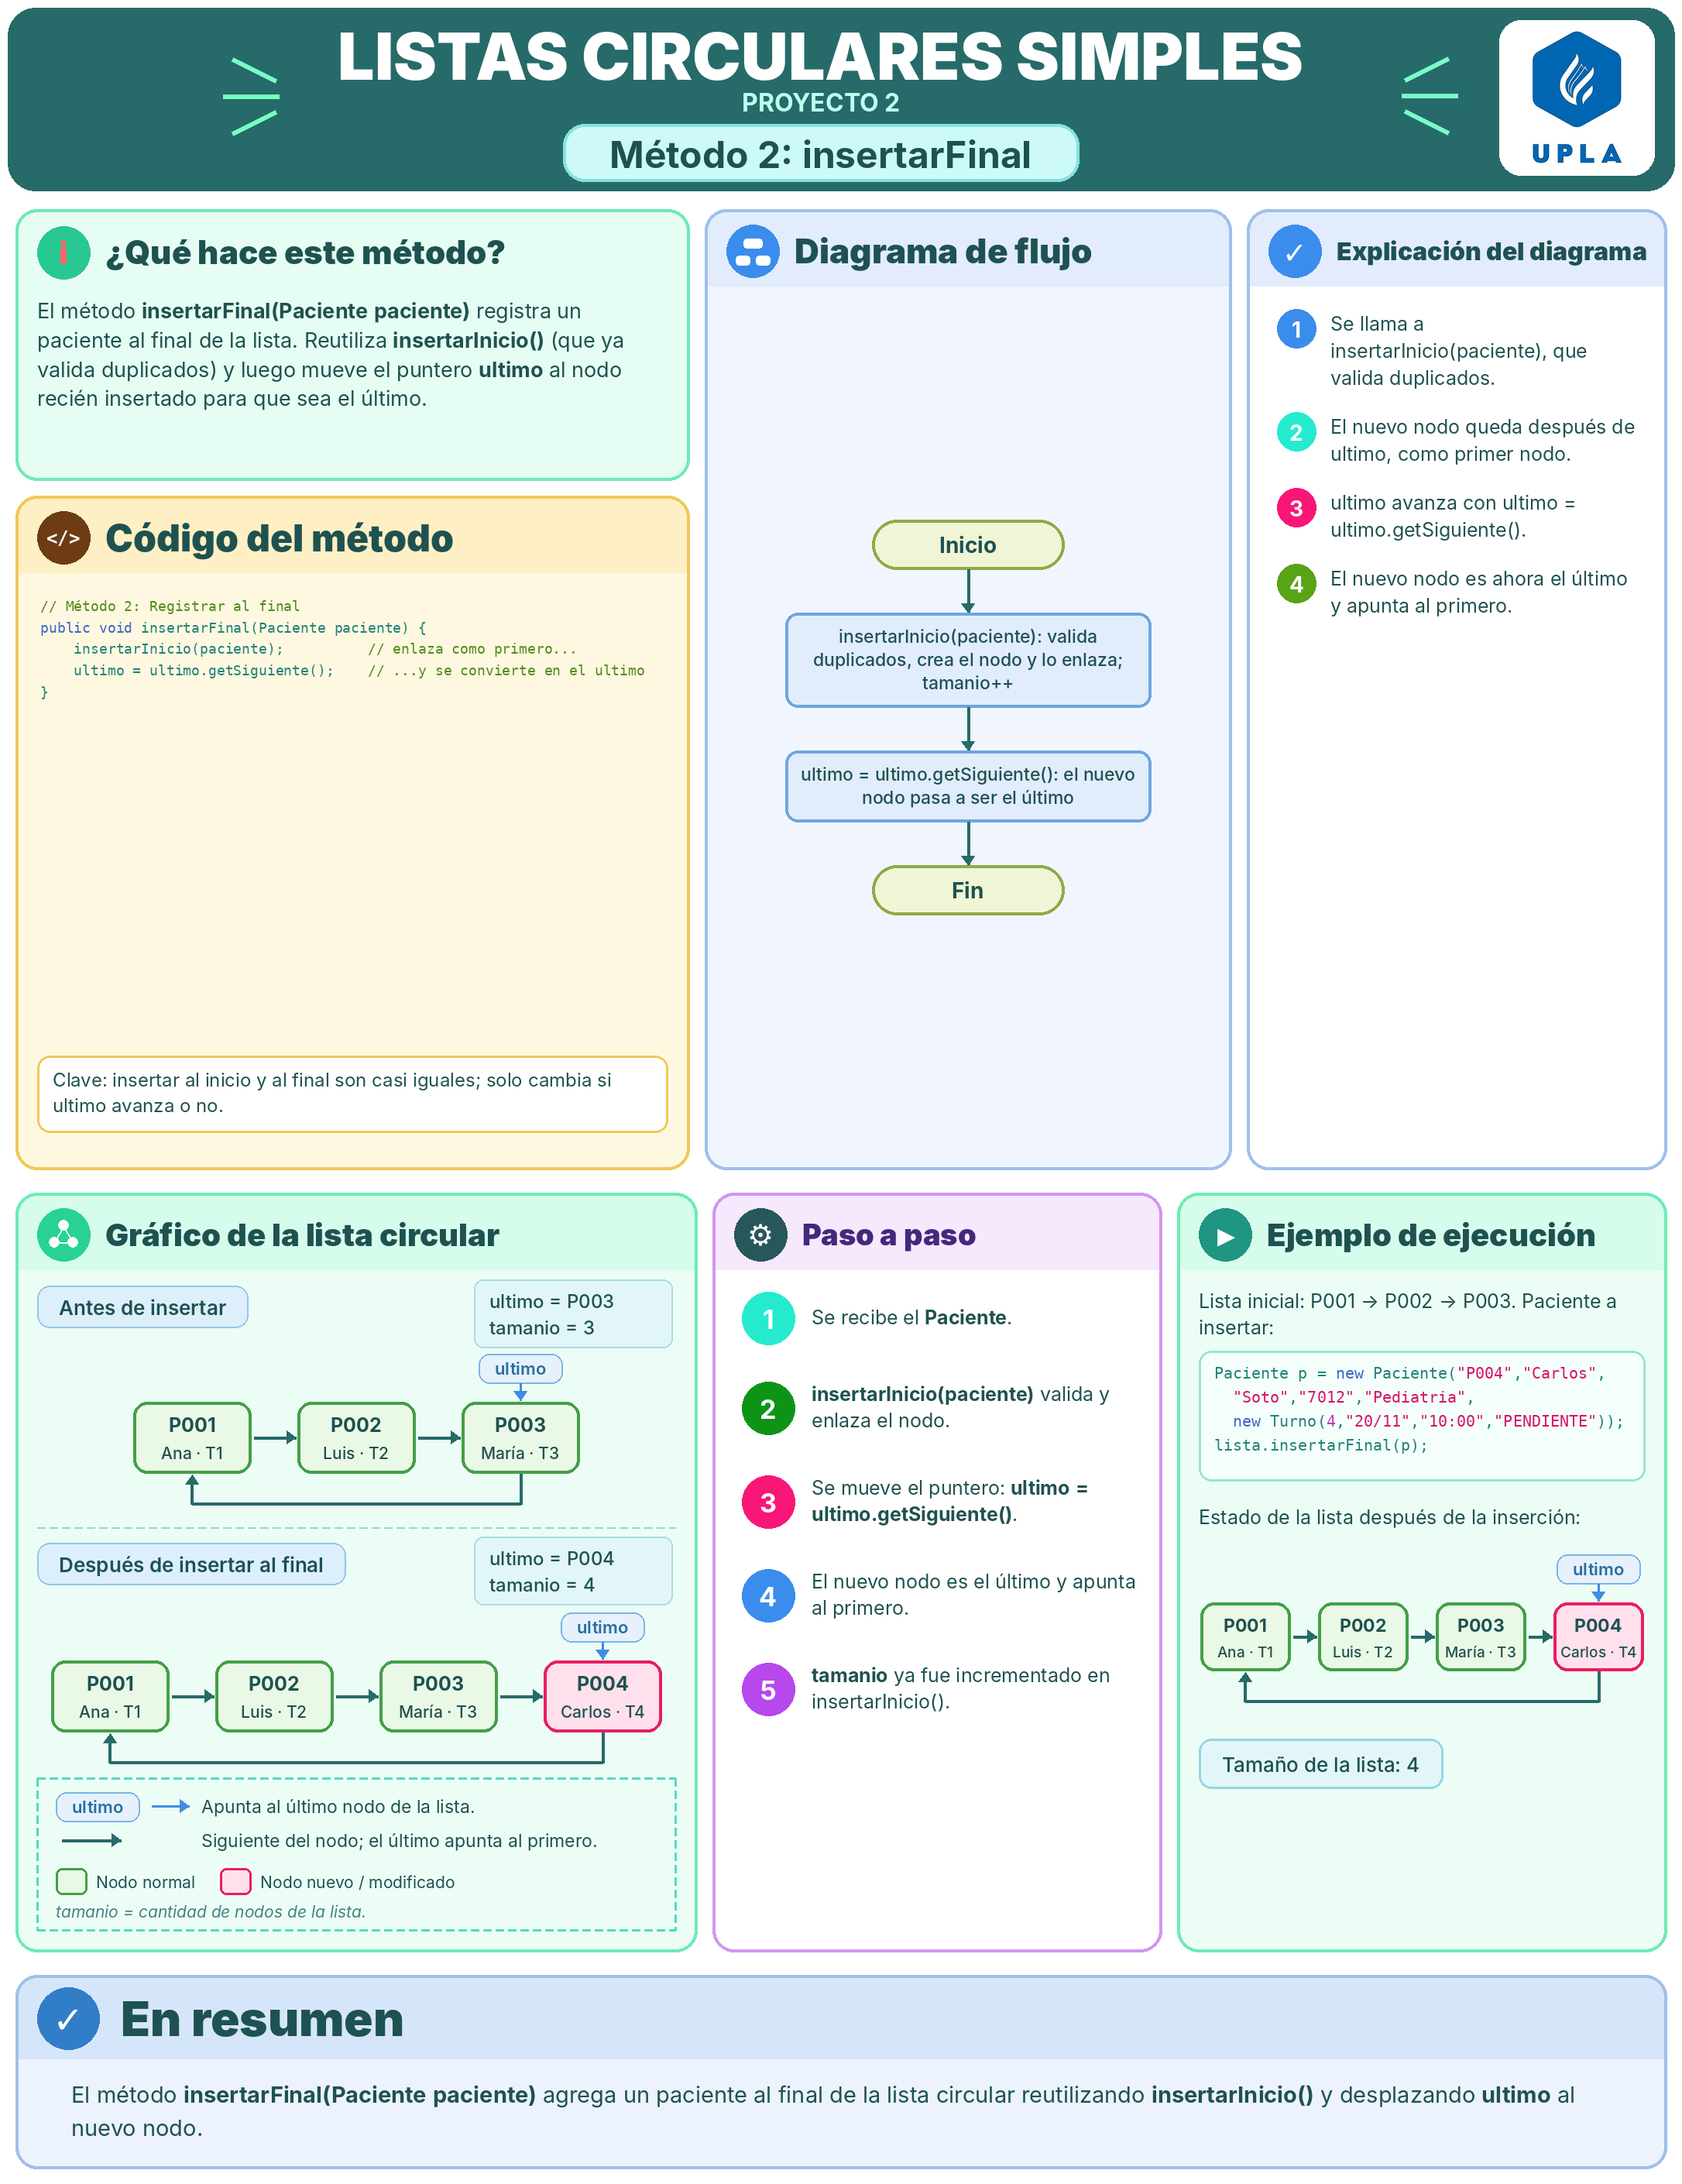 LISTAS CIRCULARES SIMPLES
PROYECTO 2
Método 2: insertarFinal
UPLA
i
¿Qué hace este método?
El método insertarFinal(Paciente paciente) registra un
paciente al final de la lista. Reutiliza insertarInicio() (que ya
valida duplicados) y luego mueve el puntero ultimo al nodo
recién insertado para que sea el último.
</>
Código del método
// Método 2: Registrar al final
public void insertarFinal(Paciente paciente) {
    insertarInicio(paciente);          // enlaza como primero...
    ultimo = ultimo.getSiguiente();    // ...y se convierte en el ultimo
}
Clave: insertar al inicio y al final son casi iguales; solo cambia si
ultimo avanza o no.
Diagrama de flujo
Inicio
insertarInicio(paciente): valida
duplicados, crea el nodo y lo enlaza;
tamanio++
ultimo = ultimo.getSiguiente(): el nuevo
nodo pasa a ser el último
Fin
✓
Explicación del diagrama
1 Se llama a
insertarInicio(paciente), que
valida duplicados.
2 El nuevo nodo queda después de
ultimo, como primer nodo.
3 ultimo avanza con ultimo =
ultimo.getSiguiente().
4 El nuevo nodo es ahora el último
y apunta al primero.
Gráfico de la lista circular
Antes de insertar
ultimo = P003
tamanio = 3
ultimo
P001 P002 P003
Ana · T1 Luis · T2 María · T3
Después de insertar al final
ultimo = P004
tamanio = 4
ultimo
P001 P002 P003 P004
Ana · T1 Luis · T2 María · T3 Carlos · T4
ultimo Apunta al último nodo de la lista.
Siguiente del nodo; el último apunta al primero.
Nodo normal Nodo nuevo / modificado
tamanio = cantidad de nodos de la lista.
Paso a paso
1 Se recibe el Paciente.
2 insertarInicio(paciente) valida y
enlaza el nodo.
3 Se mueve el puntero: ultimo =
ultimo.getSiguiente().
4 El nuevo nodo es el último y apunta
al primero.
5 tamanio ya fue incrementado en
insertarInicio().
Ejemplo de ejecución
Lista inicial: P001 → P002 → P003. Paciente a
insertar:
Paciente p = new Paciente("P004","Carlos",
  "Soto","7012","Pediatria",
  new Turno(4,"20/11","10:00","PENDIENTE"));
lista.insertarFinal(p);
Estado de la lista después de la inserción:
ultimo
P001 P002 P003 P004
Ana · T1 Luis · T2 María · T3 Carlos · T4
Tamaño de la lista: 4
✓
En resumen
El método insertarFinal(Paciente paciente) agrega un paciente al final de la lista circular reutilizando insertarInicio() y desplazando ultimo al
nuevo nodo.